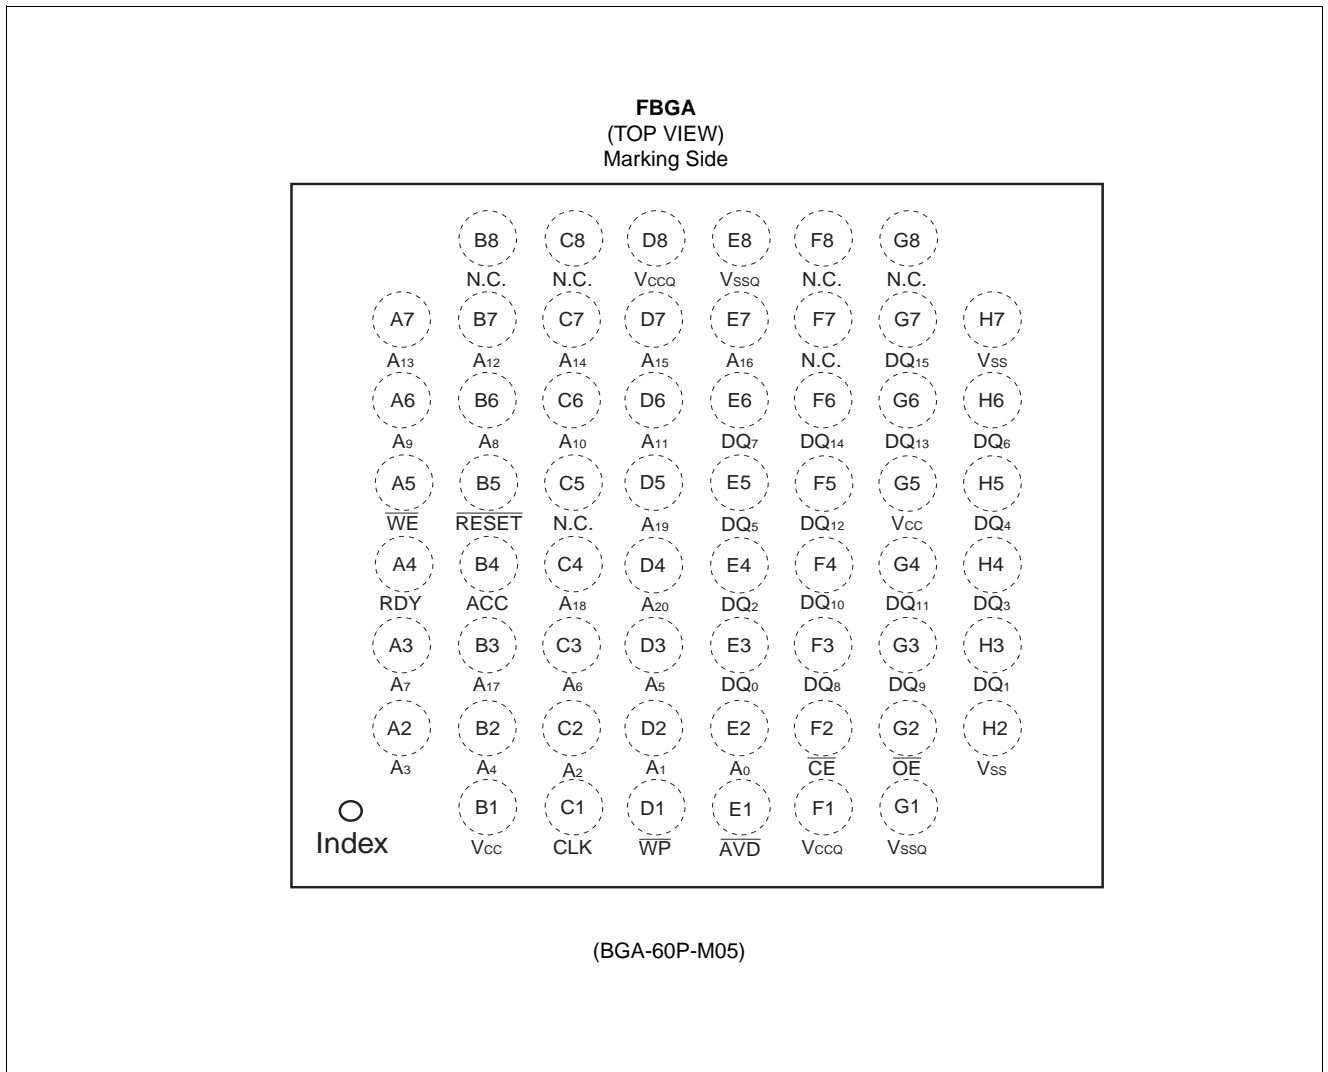 FBGA
(TOP VIEW)
Marking Side
B8 C8 D8 E8 F8 G8
N.C. N.C. VCCQ VSSQ N.C. N.C.
A7 B7 C7 D7 E7 F7 G7 H7
A13 A12 A14 A15 A16 N.C. DQ15 VSS
A6 B6 C6 D6 E6 F6 G6 H6
A9 A8 A10 A11 DQ7 DQ14 DQ13 DQ6
A5 B5 C5 D5 E5 F5 G5 H5
W̅E̅ R̅E̅S̅E̅T̅ N.C. A19 DQ5 DQ12 VCC DQ4
A4 B4 C4 D4 E4 F4 G4 H4
RDY ACC A18 A20 DQ2 DQ10 DQ11 DQ3
A3 B3 C3 D3 E3 F3 G3 H3
A7 A17 A6 A5 DQ0 DQ8 DQ9 DQ1
A2 B2 C2 D2 E2 F2 G2 H2
A3 A4 A2 A1 A0 C̅E̅ O̅E̅ VSS
B1 C1 D1 E1 F1 G1
Index VCC CLK W̅P̅ A̅V̅D̅ VCCQ VSSQ
(BGA-60P-M05)